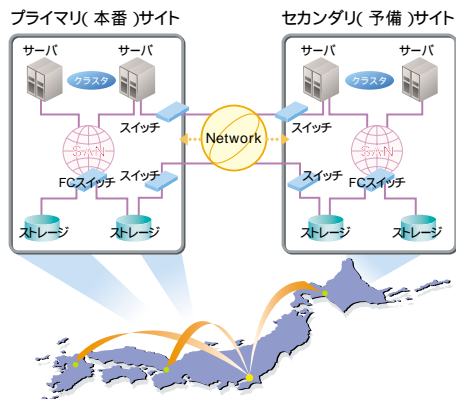 プライマリ( 本番 )サイト
セカンダリ( 予備 )サイト
サーバ
サーバ
クラスタ
サーバ
サーバ
クラスタ
スイッチ
Network
スイッチ
SAN
SAN
FCスイッチ
スイッチ
スイッチ
FCスイッチ
ストレージ
ストレージ
ストレージ
ストレージ